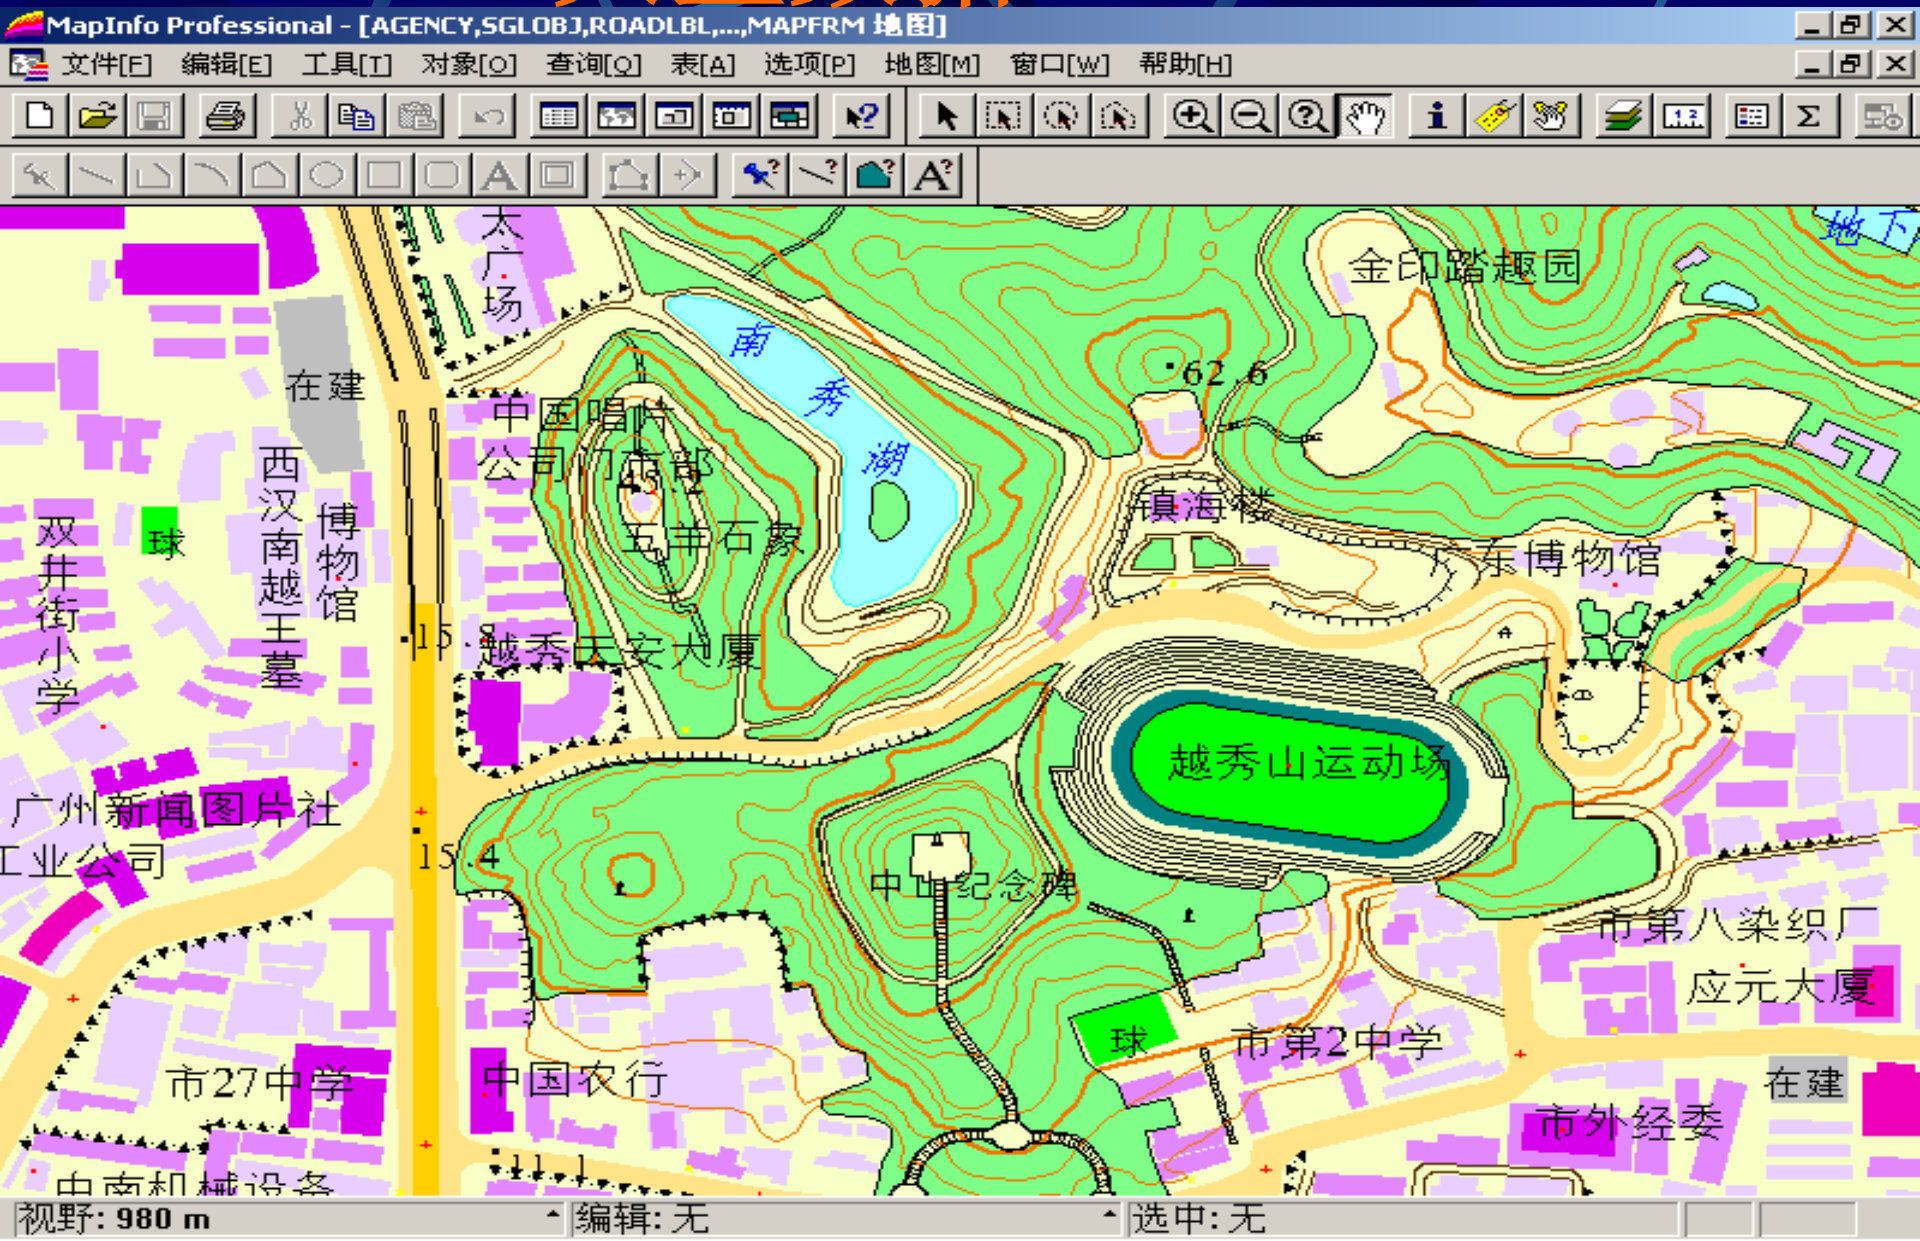 MapInfo Professional - [AGENCY,SGLOBJ,ROADLBL,...,MAPFRM 地图]
文件[F] 编辑[E] 工具[T] 对象[O] 查询[Q] 表[A] 选项[P] 地图[M] 窗口[W] 帮助[H]
太广场
地下
金印踏趣园
南秀湖
62.6
在建
中国唱片
公司门市部
西汉南越王墓
博物馆
双井街小学
球
五羊石象
镇海楼
广东博物馆
越秀天安大厦
越秀山运动场
广州新闻图片社
工业公司
15.4
中山纪念碑
市第八染织厂
应元大厦
球
市第2中学
市27中学
中国农行
在建
市外经委
11.1
中南机械设备
视野: 980 m
编辑: 无
选中: 无